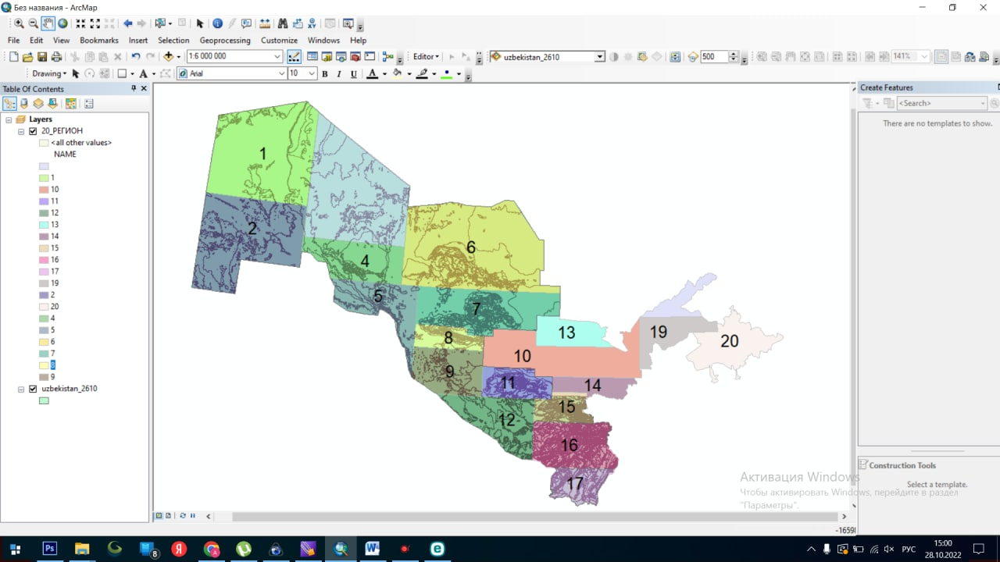 Без названия - ArcMap
File Edit View Bookmarks Insert Selection Geoprocessing Customize Windows Help
1:6 000 000 Editor uzbekistan_2610 500 141%
Drawing A Arial 10 B I U A
Table Of Contents
Layers
20_РЕГИОН
<all other values>
NAME
1
10
11
12
13
14
15
16
17
19
2
20
4
5
6
7
8
9
uzbekistan_2610
1
2
4
5
6
7
8
9
10
11
12
13
14
15
16
17
19
20
Create Features
<Search>
There are no templates to show.
Construction Tools
Select a template.
Активация Windows
Чтобы активировать Windows, перейдите в раздел
"Параметры".
-16598
Ps
8
Я
W
e
РУС
15:00
28.10.2022